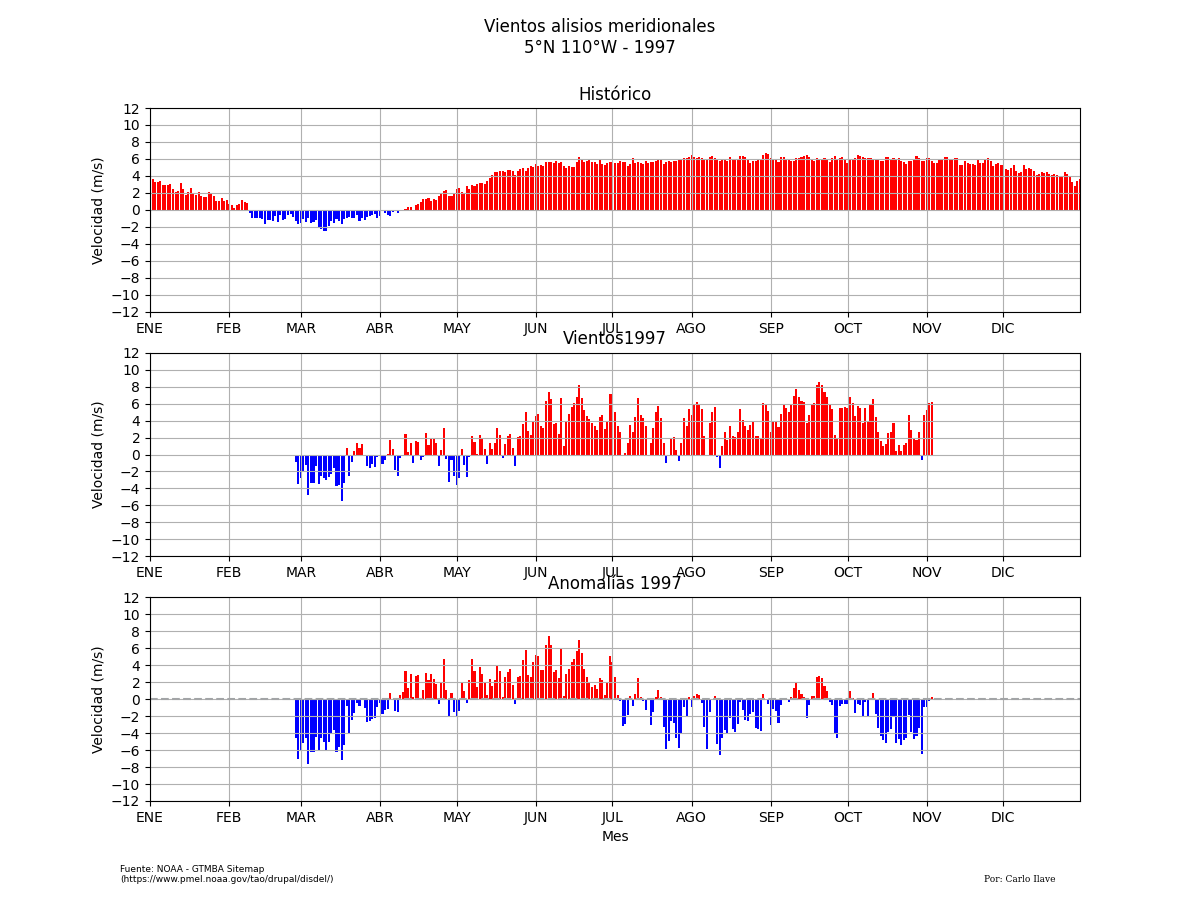 Vientos alisios meridionales
5°N 110°W - 1997
Histórico
Velocidad (m/s)
12
10
8
6
4
2
0
−2
−4
−6
−8
−10
−12
ENE FEB MAR ABR MAY JUN JUL AGO SEP OCT NOV DIC
Vientos1997
Velocidad (m/s)
12
10
8
6
4
2
0
−2
−4
−6
−8
−10
−12
ENE FEB MAR ABR MAY JUN JUL AGO SEP OCT NOV DIC
Anomalías 1997
Velocidad (m/s)
12
10
8
6
4
2
0
−2
−4
−6
−8
−10
−12
ENE FEB MAR ABR MAY JUN JUL AGO SEP OCT NOV DIC
Mes
Fuente: NOAA - GTMBA Sitemap
(https://www.pmel.noaa.gov/tao/drupal/disdel/)
Por: Carlo Ilave